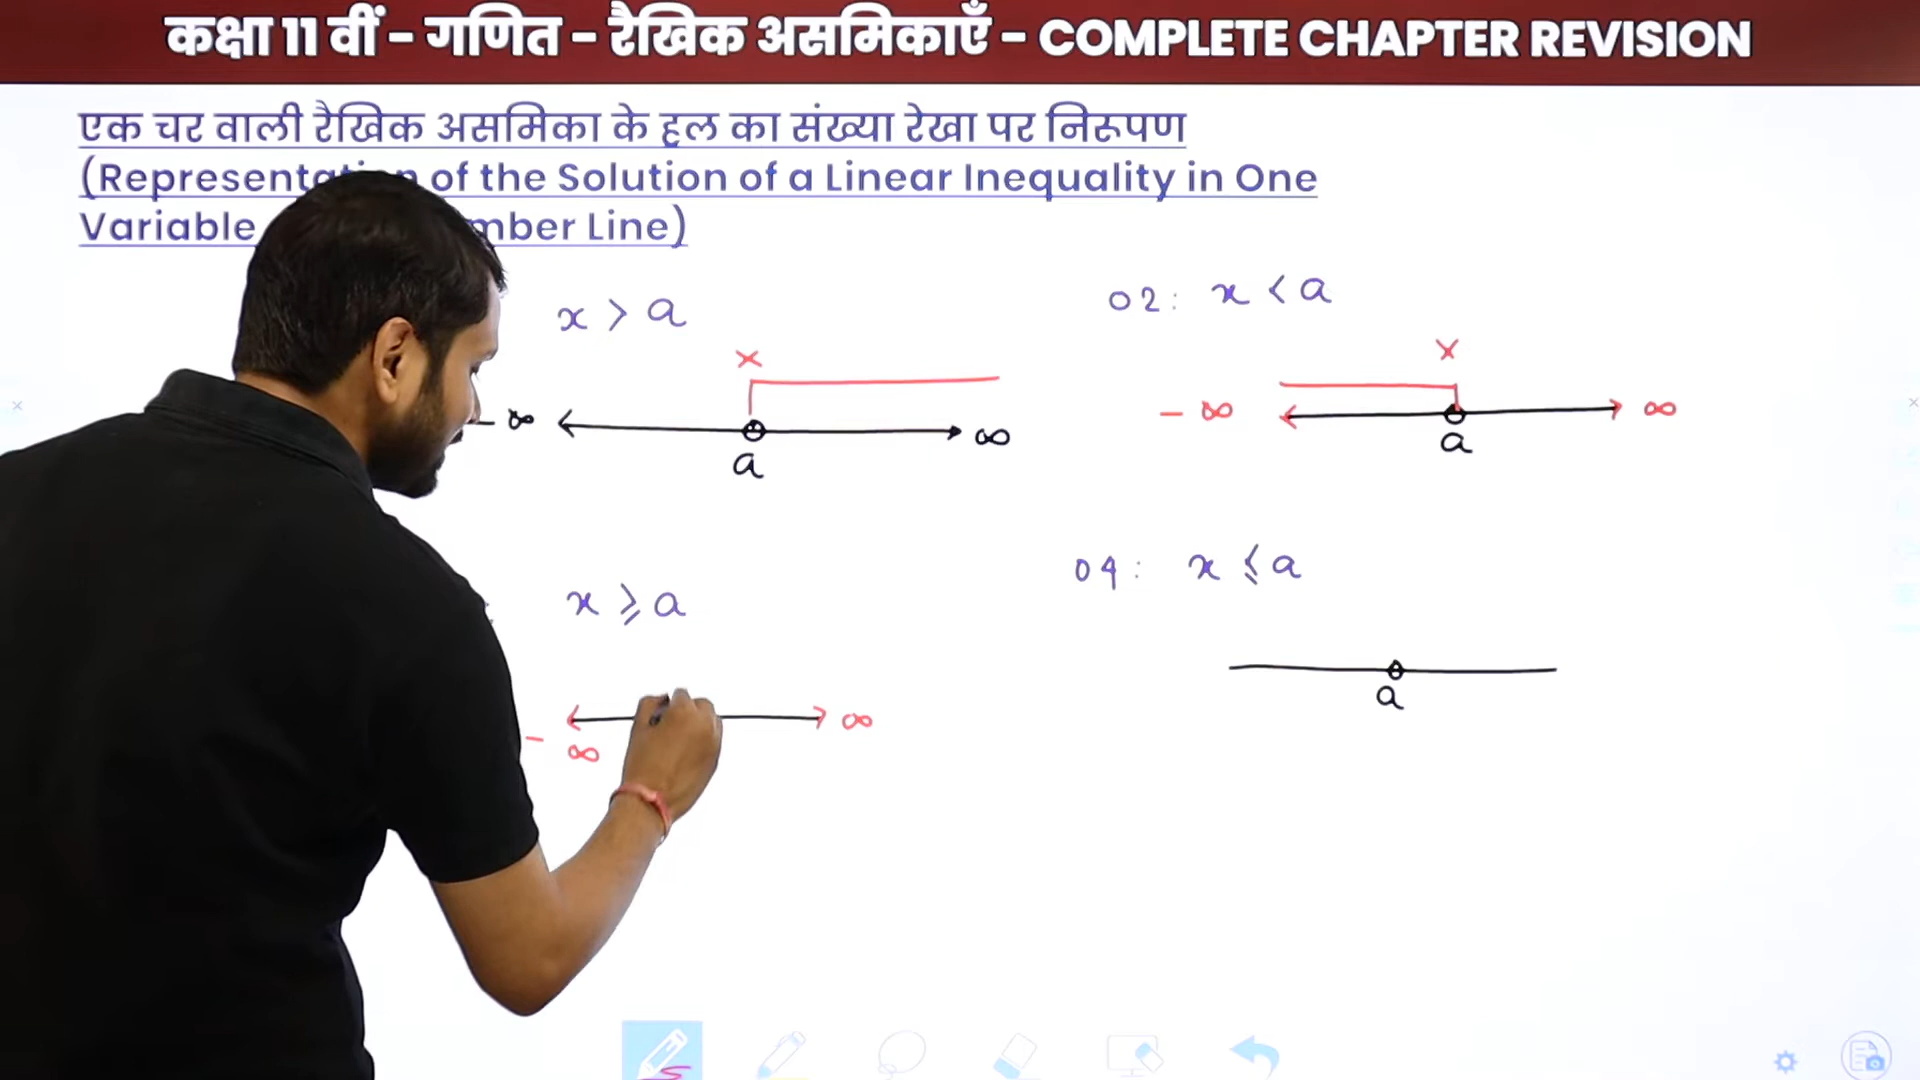 कक्षा 11 वीं - गणित - रैखिक असमिकाएँ - COMPLETE CHAPTER REVISION
एक चर वाली रैखिक असमिका के हल का संख्या रेखा पर निरूपण
(Representation of the Solution of a Linear Inequality in One
Variable mber Line)
x > a
02: x < a
x
x
- ∞
∞
- ∞
∞
a
a
x ⩾ a
04: x ⩽ a
- ∞
∞
a